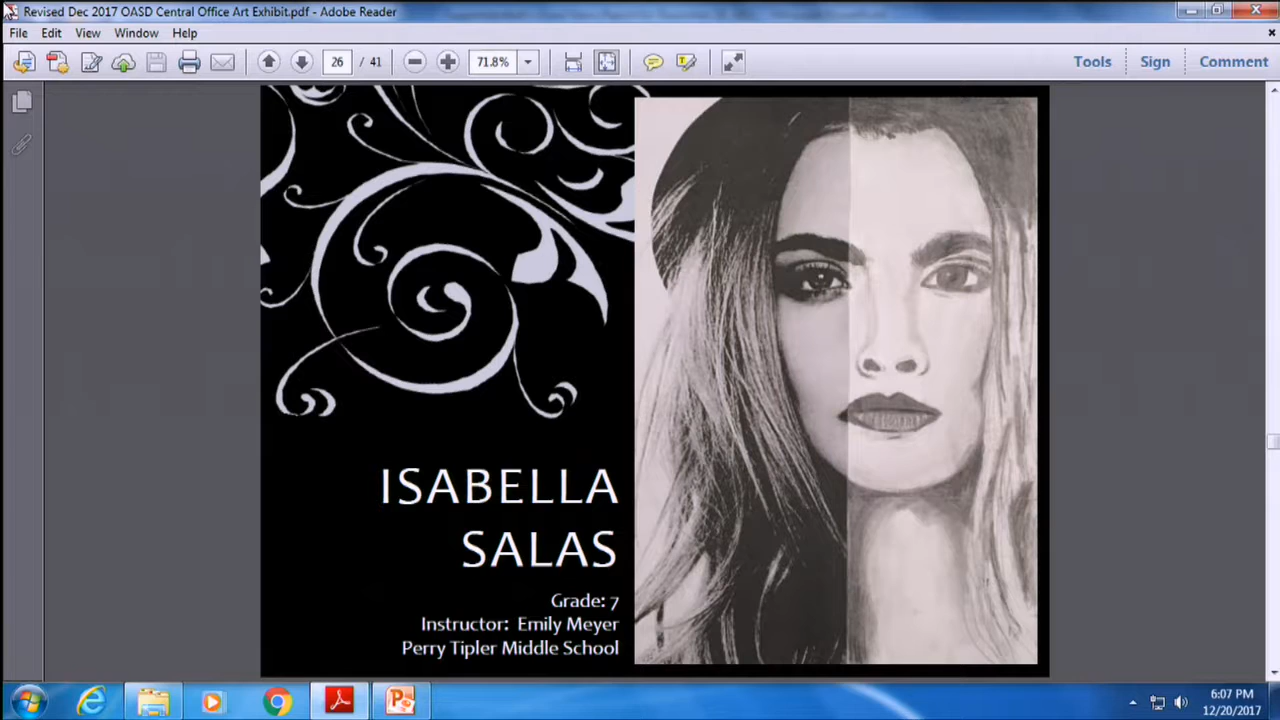 Revised Dec 2017 OASD Central Office Art Exhibit.pdf - Adobe Reader
File Edit View Window Help
26 / 41 71.8% Tools Sign Comment
ISABELLA
SALAS
Grade: 7
Instructor: Emily Meyer
Perry Tipler Middle School
6:07 PM
12/20/2017